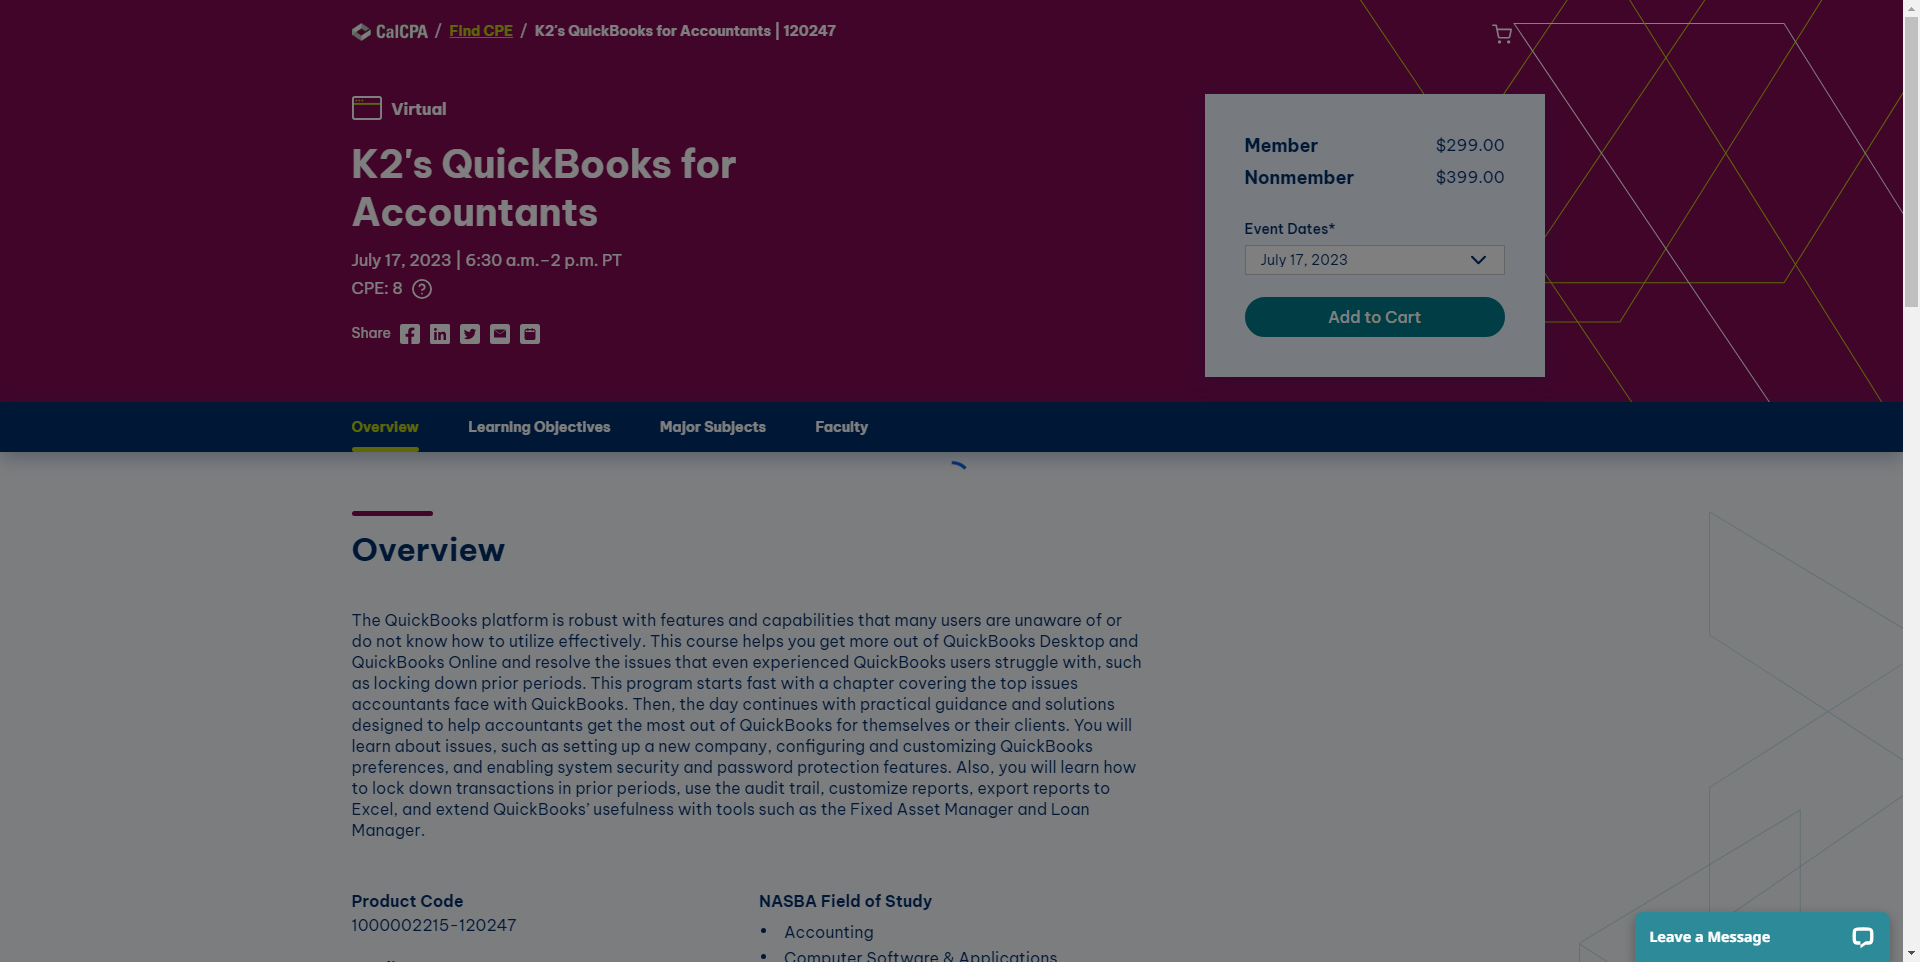 CalCPA / Find CPE / K2's QuickBooks for Accountants | 120247
Virtual
K2's QuickBooks for
Accountants
July 17, 2023 | 6:30 a.m.–2 p.m. PT
CPE: 8
Share
Member $299.00
Nonmember $399.00
Event Dates*
July 17, 2023
Add to Cart
Overview Learning Objectives Major Subjects Faculty
Overview
The QuickBooks platform is robust with features and capabilities that many users are unaware of or
do not know how to utilize effectively. This course helps you get more out of QuickBooks Desktop and
QuickBooks Online and resolve the issues that even experienced QuickBooks users struggle with, such
as locking down prior periods. This program starts fast with a chapter covering the top issues
accountants face with QuickBooks. Then, the day continues with practical guidance and solutions
designed to help accountants get the most out of QuickBooks for themselves or their clients. You will
learn about issues, such as setting up a new company, configuring and customizing QuickBooks
preferences, and enabling system security and password protection features. Also, you will learn how
to lock down transactions in prior periods, use the audit trail, customize reports, export reports to
Excel, and extend QuickBooks’ usefulness with tools such as the Fixed Asset Manager and Loan
Manager.
Product Code
1000002215-120247
NASBA Field of Study
• Accounting
• Computer Software & Applications
Leave a Message